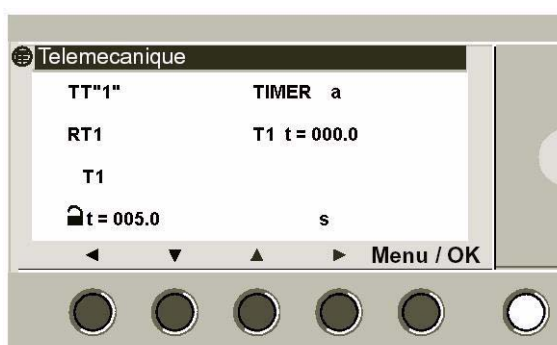 Telemecanique
TT"1" TIMER a
RT1 T1 t = 000.0
T1
t = 005.0 s
Menu / OK